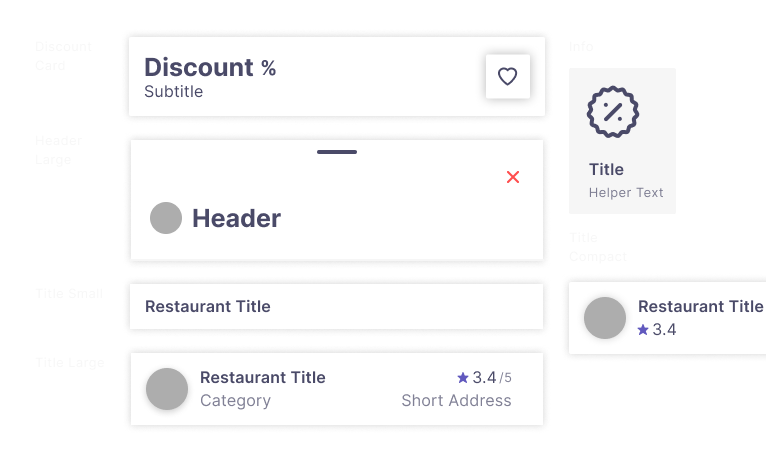 Discount
Card
Discount %
Subtitle
Info
Title
Helper Text
Header
Large
Header
Title
Compact
Title Small
Restaurant Title
Restaurant Title
3.4
Title Large
Restaurant Title
3.4/5
Category
Short Address